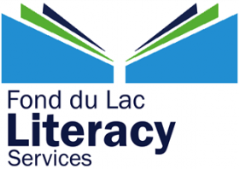 Fond du Lac
Literacy
Services